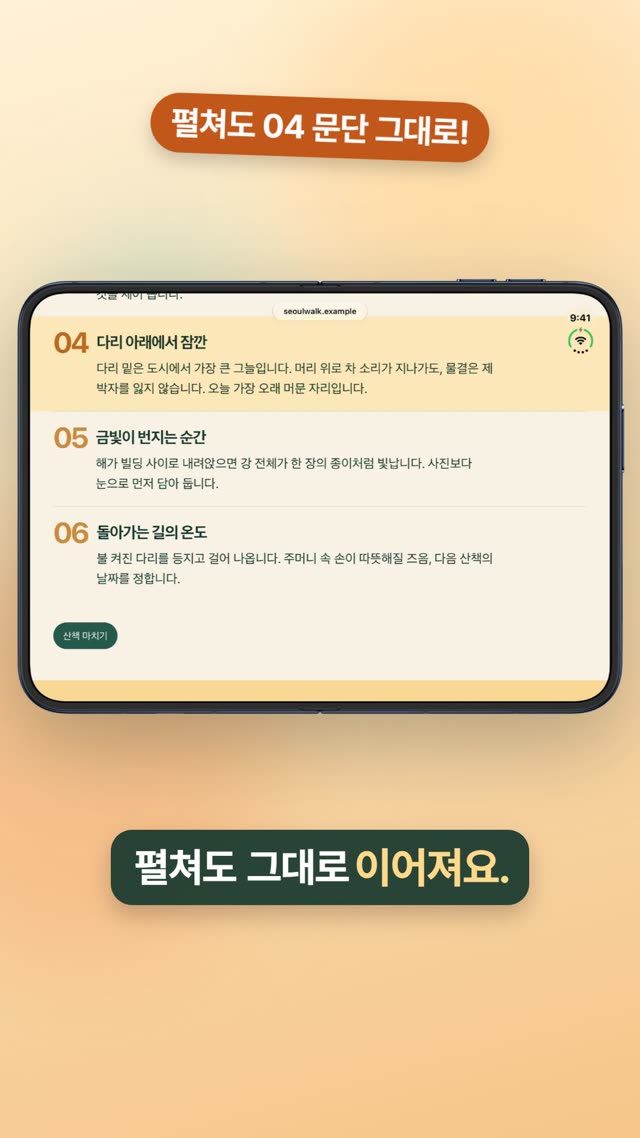 펼쳐도 04 문단 그대로!
seoulwalk.example
9:41
04 다리 아래에서 잠깐
다리 밑은 도시에서 가장 큰 그늘입니다. 머리 위로 차 소리가 지나가도, 물결은 제
박자를 잃지 않습니다. 오늘 가장 오래 머문 자리입니다.
05 금빛이 번지는 순간
해가 빌딩 사이로 내려앉으면 강 전체가 한 장의 종이처럼 빛납니다. 사진보다
눈으로 먼저 담아 둡니다.
06 돌아가는 길의 온도
불 켜진 다리를 등지고 걸어 나옵니다. 주머니 속 손이 따뜻해질 즈음, 다음 산책의
날짜를 정합니다.
산책 마치기
펼쳐도 그대로 이어져요.